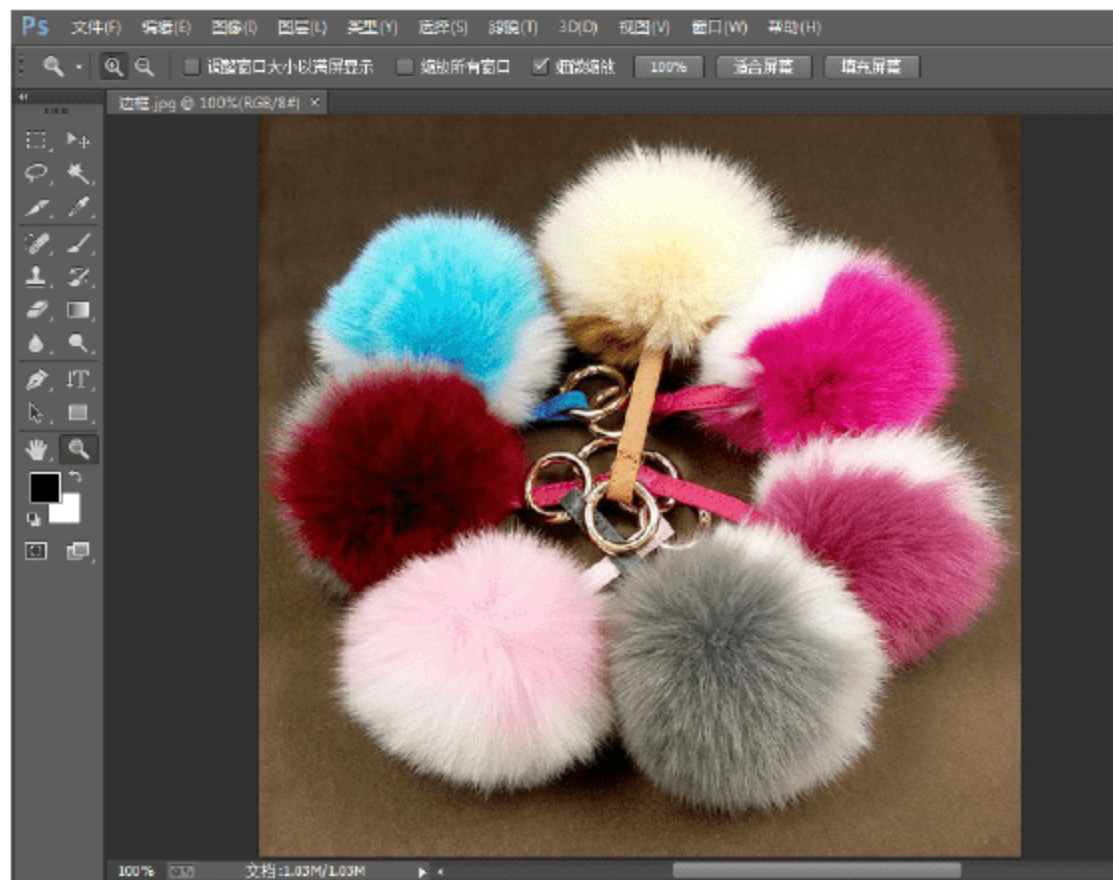 Ps 文件(F) 编辑(E) 图像(I) 图层(L) 类型(Y) 选择(S) 滤镜(T) 3D(D) 视图(V) 窗口(W) 帮助(H)
调整窗口大小以满屏显示 缩放所有窗口 细微缩放 100% 适合屏幕 填充屏幕
边框.jpg @ 100%(RGB/8#) ×
100% 文档:1.03M/1.03M